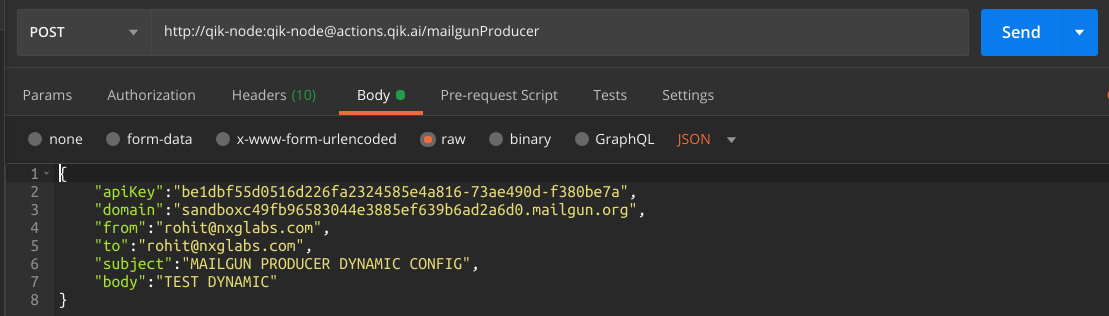 POST http://qik-node:qik-node@actions.qik.ai/mailgunProducer Send
Params Authorization Headers (10) Body Pre-request Script Tests Settings
none form-data x-www-form-urlencoded raw binary GraphQL JSON
1 {
2 "apiKey":"be1dbf55d0516d226fa2324585e4a816-73ae490d-f380be7a",
3 "domain":"sandboxc49fb96583044e3885ef639b6ad2a6d0.mailgun.org",
4 "from":"rohit@nxglabs.com",
5 "to":"rohit@nxglabs.com",
6 "subject":"MAILGUN PRODUCER DYNAMIC CONFIG",
7 "body":"TEST DYNAMIC"
8 }